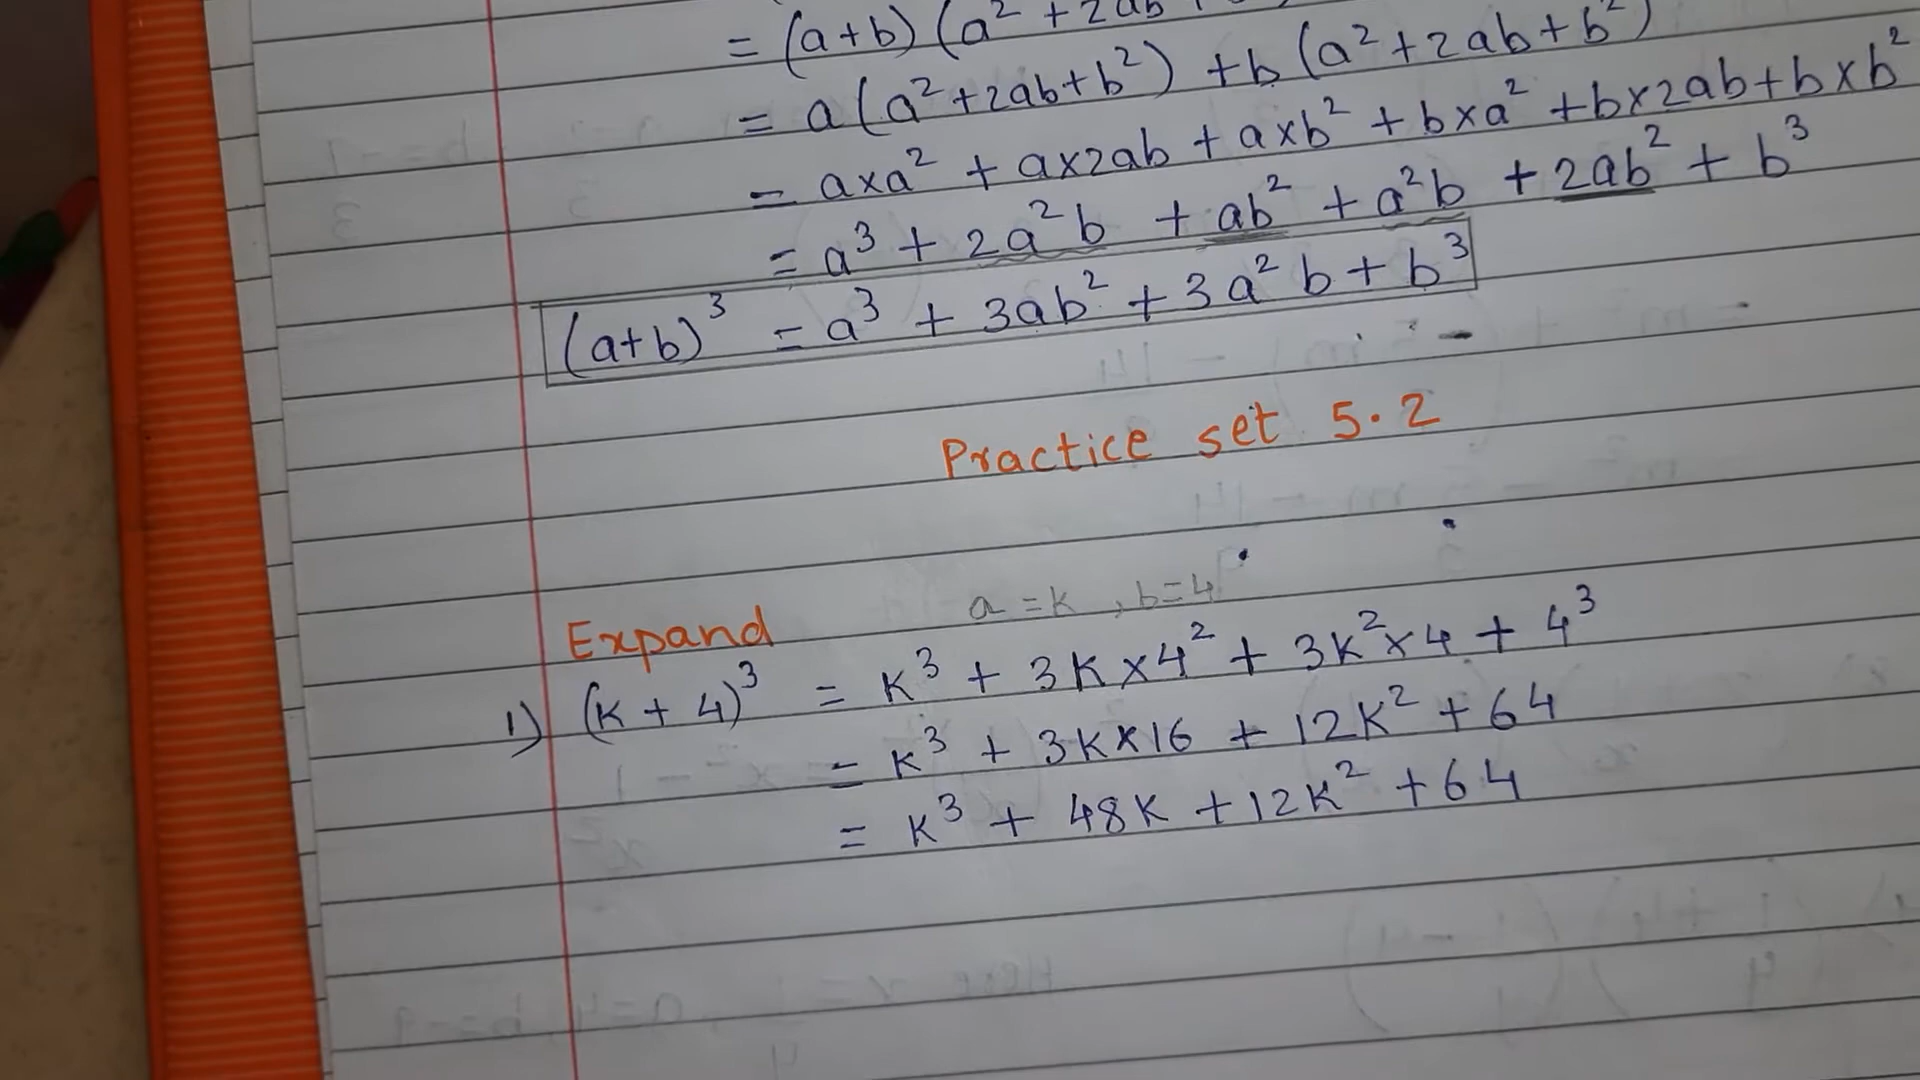 = (a+b) (a² + 2ab
= a (a² + 2ab + b²) + b (a² + 2ab + b²)
= a×a² + a×2ab + a×b² + b×a² + b×2ab + b×b²
= a³ + 2a²b + ab² + a²b + 2ab² + b³
(a+b)³ = a³ + 3ab² + 3a²b + b³
Practice set 5.2
Expand
a = k , b = 4
1) (k + 4)³ = k³ + 3k×4² + 3k²×4 + 4³
= k³ + 3k×16 + 12k² + 64
= k³ + 48k + 12k² + 64